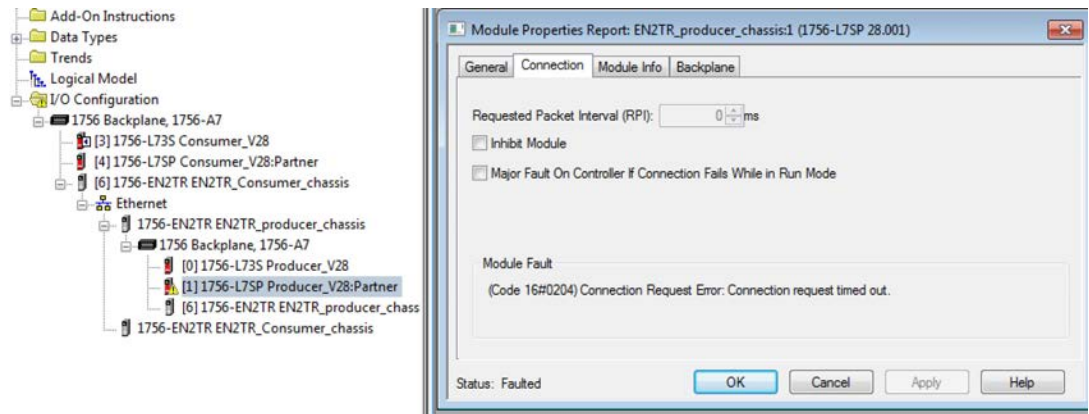 Add-On Instructions
Data Types
Trends
Logical Model
I/O Configuration
1756 Backplane, 1756-A7
[3] 1756-L73S Consumer_V28
[4] 1756-L7SP Consumer_V28:Partner
[6] 1756-EN2TR EN2TR_Consumer_chassis
Ethernet
1756-EN2TR EN2TR_producer_chassis
1756 Backplane, 1756-A7
[0] 1756-L73S Producer_V28
[1] 1756-L7SP Producer_V28:Partner
[6] 1756-EN2TR EN2TR_producer_chass
1756-EN2TR EN2TR_Consumer_chassis
Module Properties Report: EN2TR_producer_chassis:1 (1756-L7SP 28.001)
General Connection Module Info Backplane
Requested Packet Interval (RPI): 0 ms
Inhibit Module
Major Fault On Controller If Connection Fails While in Run Mode
Module Fault
(Code 16#0204) Connection Request Error: Connection request timed out.
Status: Faulted OK Cancel Apply Help